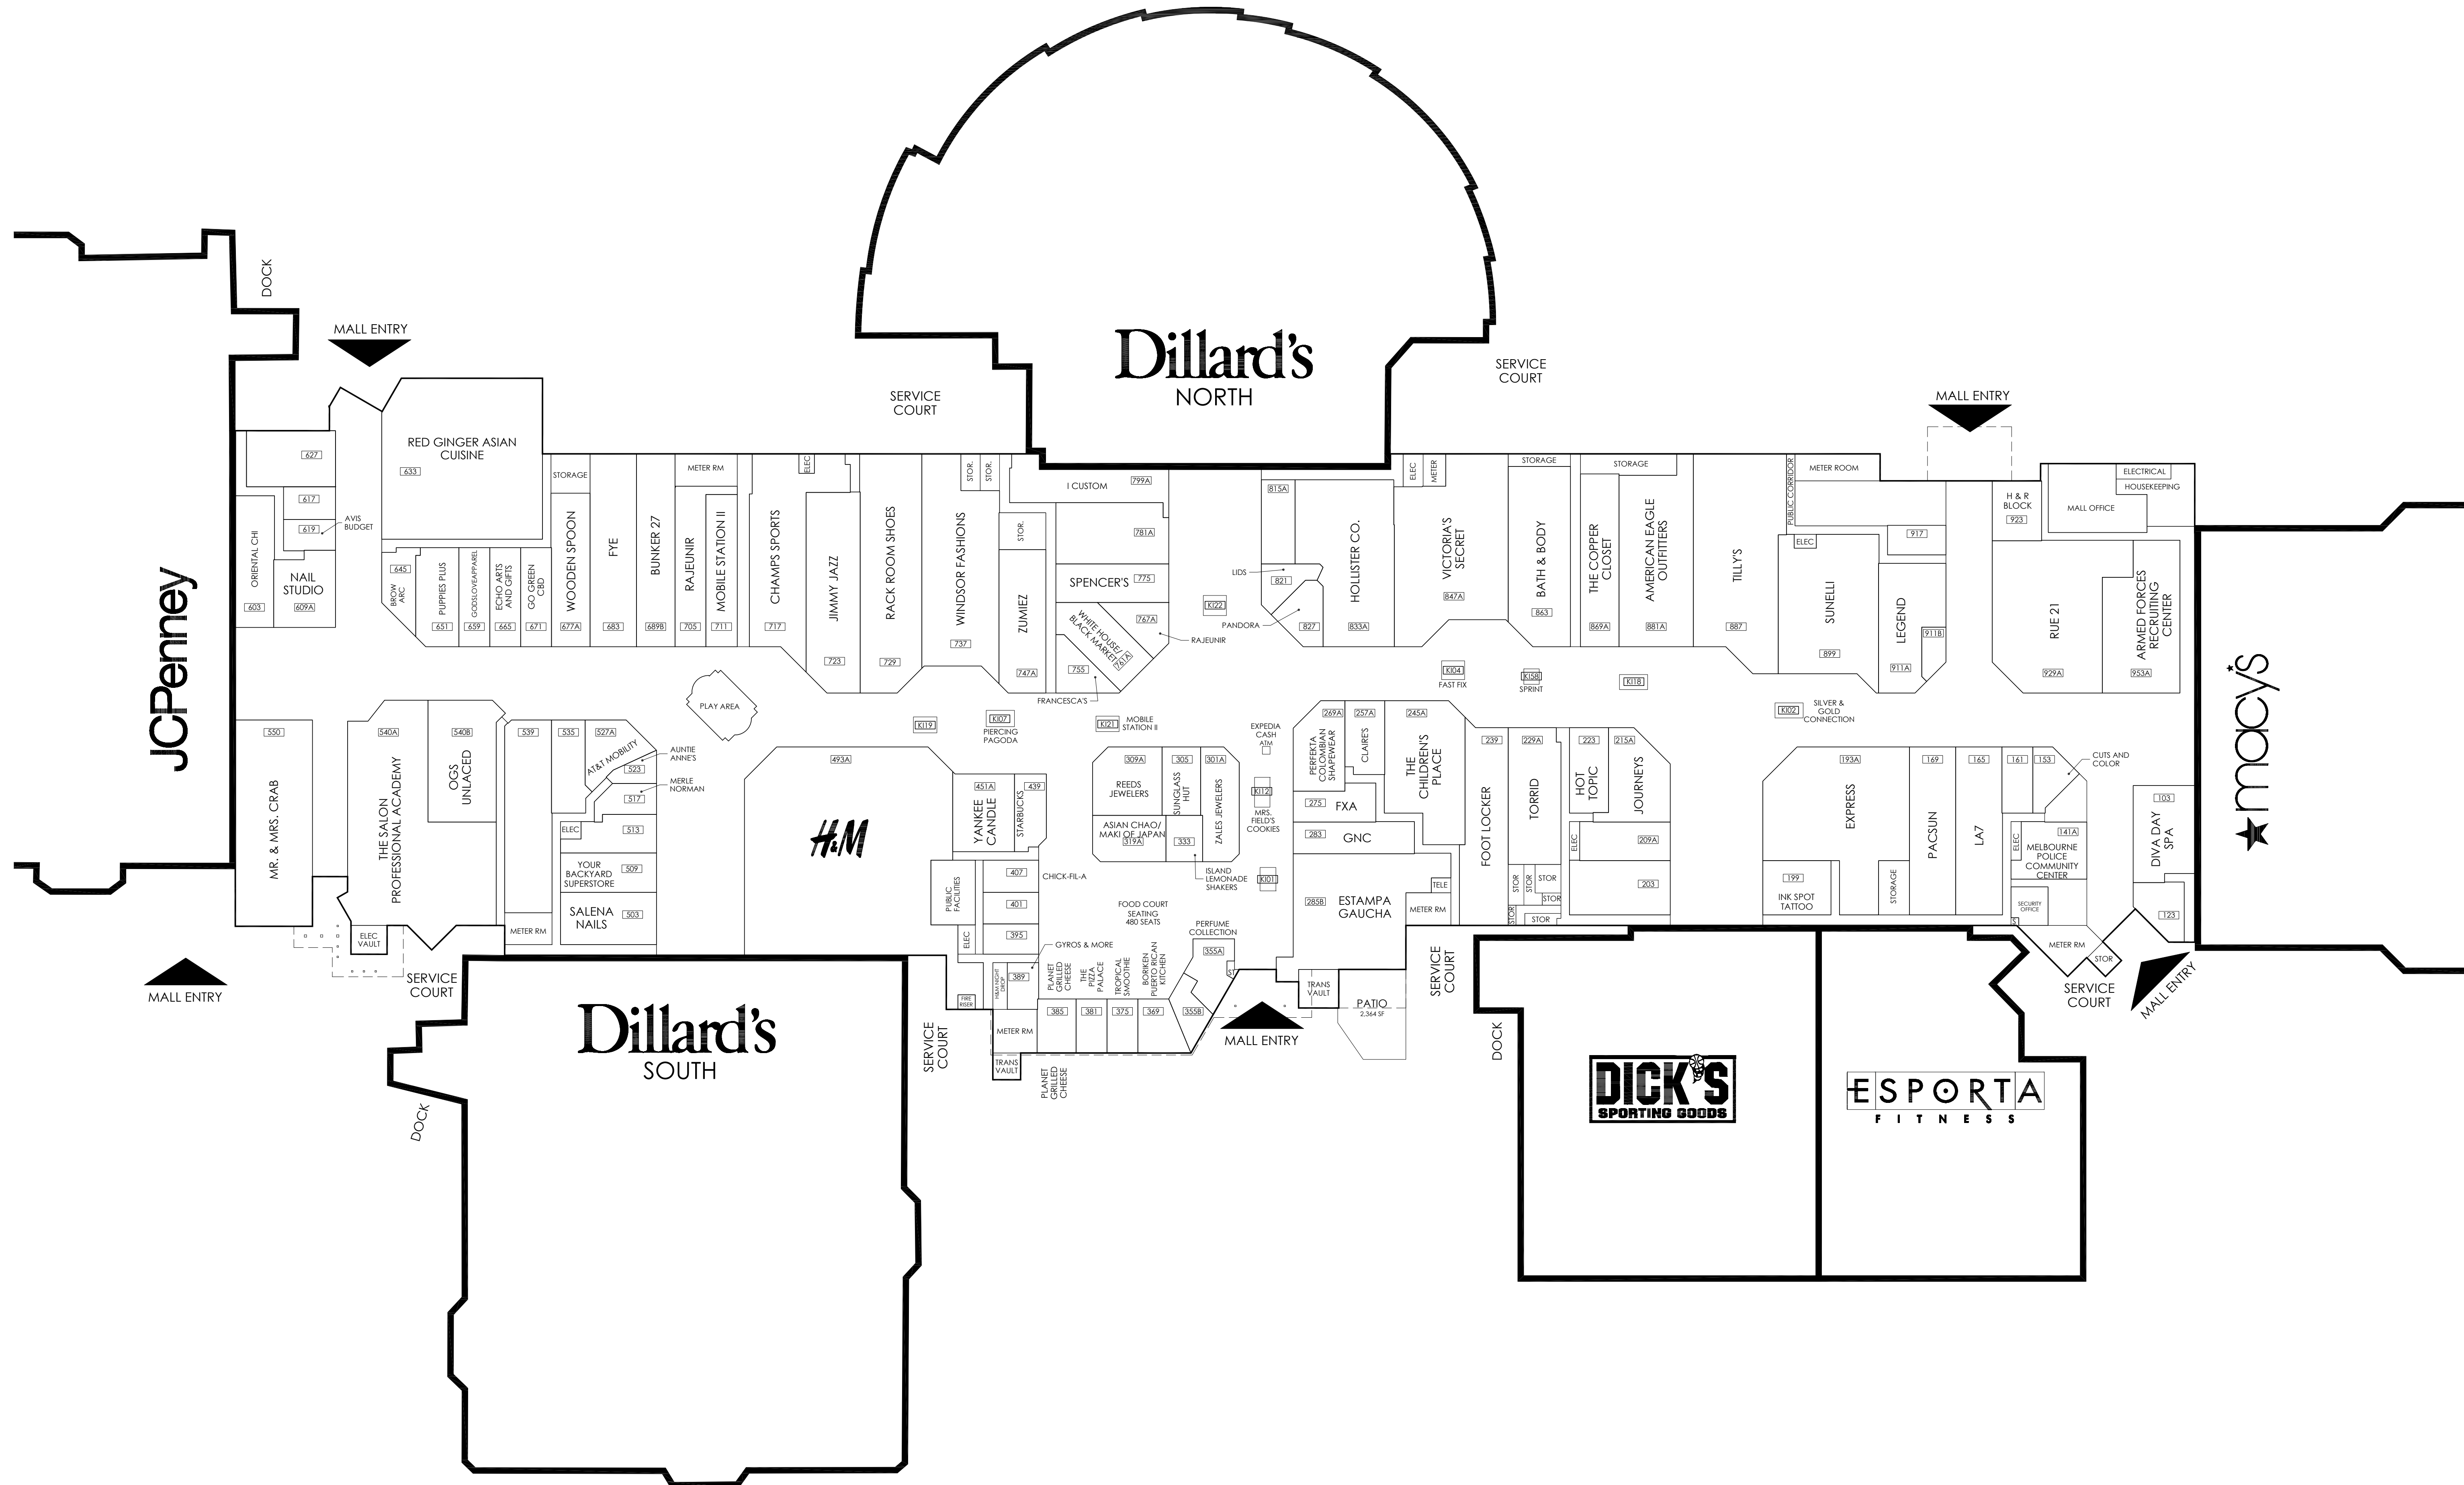 Dillard's
NORTH
DOCK
MALL ENTRY
SERVICE
COURT
SERVICE
COURT
MALL ENTRY
JCPenney
627
617
619
AVIS
BUDGET
ORIENTAL CHI
603
NAIL
STUDIO
609A
RED GINGER ASIAN
CUISINE
633
645
BROW
ARC
PUPPIES PLUS
651
GODSLOVEAPPAREL
659
ECHO ARTS
AND GIFTS
665
GO GREEN
CBD
671
STORAGE
WOODEN SPOON
677A
FYE
683
BUNKER 27
689B
METER RM
RAJEUNIR
705
MOBILE STATION II
711
CHAMPS SPORTS
717
ELEC
JIMMY JAZZ
723
RACK ROOM SHOES
729
STOR.
STOR.
WINDSOR FASHIONS
737
STOR.
ZUMIEZ
747A
I CUSTOM
799A
781A
SPENCER'S
775
WHITE HOUSE/
BLACK MARKET
761A
767A
RAJEUNIR
755
FRANCESCA'S
KI22
815A
LIDS
821
PANDORA
827
HOLLISTER CO.
833A
ELEC
METER
VICTORIA'S
SECRET
847A
STORAGE
BATH & BODY
863
STORAGE
THE COPPER
CLOSET
869A
AMERICAN EAGLE
OUTFITTERS
881A
TILLY'S
887
PUBLIC CORRIDOR
METER ROOM
ELEC
SUNELLI
899
917
LEGEND
911B
911A
H & R
BLOCK
923
ELECTRICAL
HOUSEKEEPING
MALL OFFICE
RUE 21
929A
ARMED FORCES
RECRUITING
CENTER
953A
macy's
PLAY AREA
KI19
KI07
PIERCING
PAGODA
KI21
MOBILE
STATION II
EXPEDIA
CASH
ATM
KI12
MRS.
FIELD'S
COOKIES
KI01
KI04
FAST FIX
KI58
SPRINT
KI18
KI02
SILVER &
GOLD
CONNECTION
550
MR. & MRS. CRAB
540A
THE SALON
PROFESSIONAL ACADEMY
540B
OGS
UNLACED
539
535
527A
AT&T MOBILITY
523
AUNTIE
ANNE'S
517
MERLE
NORMAN
513
ELEC
YOUR
BACKYARD
SUPERSTORE
509
SALENA
NAILS
503
METER RM
ELEC
VAULT
MALL ENTRY
SERVICE
COURT
493A
H&M
451A
YANKEE
CANDLE
439
STARBUCKS
PUBLIC
FACILITIES
407
CHICK-FIL-A
401
395
ELEC
GYROS & MORE
389
H&M NIGHT
DROP
FIRE
RISER
METER RM
TRANS
VAULT
PLANET
GRILLED
CHEESE
385
THE
PIZZA
PALACE
381
TROPICAL
SMOOTHIE
375
BORIKEN
PUERTO RICAN
KITCHEN
369
PERFUME
COLLECTION
355A
ST
355B
PLANET
GRILLED
CHEESE
FOOD COURT
SEATING
480 SEATS
309A
REEDS
JEWELERS
305
SUNGLASS
HUT
301A
ZALES JEWELERS
ASIAN CHAO/
MAKI OF JAPAN
319A
333
ISLAND
LEMONADE
SHAKERS
269A
PERFEKTA
COLOMBIAN
SHAPEWEAR
257A
CLAIRE'S
245A
THE
CHILDREN'S
PLACE
275
FXA
283
GNC
285B
ESTAMPA
GAUCHA
TELE
METER RM
MALL ENTRY
TRANS
VAULT
PATIO
2,364 SF
SERVICE
COURT
SERVICE
COURT
239
FOOT LOCKER
229A
TORRID
STOR
STOR
STOR
STOR
STOR
STOR
223
HOT
TOPIC
215A
JOURNEYS
ELEC
209A
203
193A
EXPRESS
199
INK SPOT
TATTOO
STORAGE
169
PACSUN
165
LA7
161
153
CUTS AND
COLOR
ELEC
141A
MELBOURNE
POLICE
COMMUNITY
CENTER
SECURITY
OFFICE
S
METER RM
STOR
103
DIVA DAY
SPA
123
MALL ENTRY
SERVICE
COURT
Dillard's
SOUTH
DOCK
DOCK
DICK'S
SPORTING GOODS
ESPORTA
FITNESS